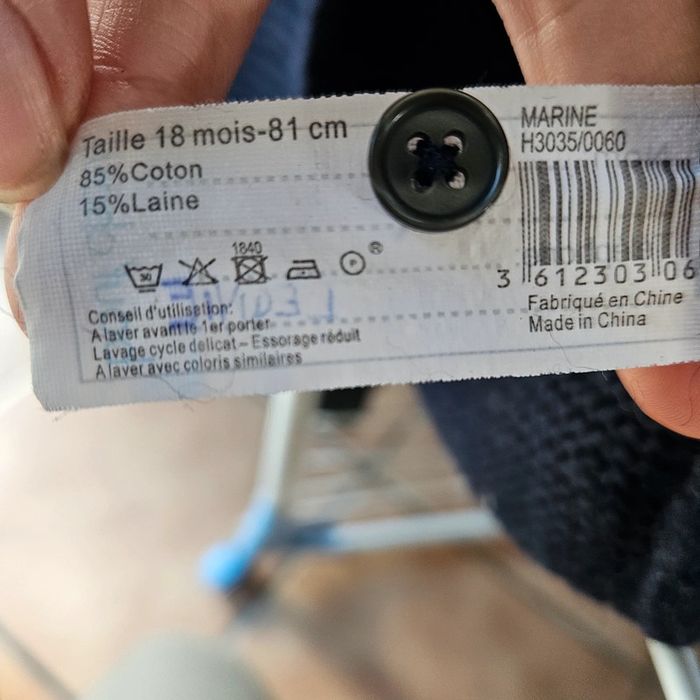 Taille 18 mois-81 cm
85%Coton
15%Laine
1840
30
P
®
Conseil d'utilisation:
A laver avant le 1er porter
Lavage cycle delicat – Essorage réduit
A laver avec coloris similaires
MARINE
H3035/0060
3 612303 06
Fabriqué en Chine
Made in China